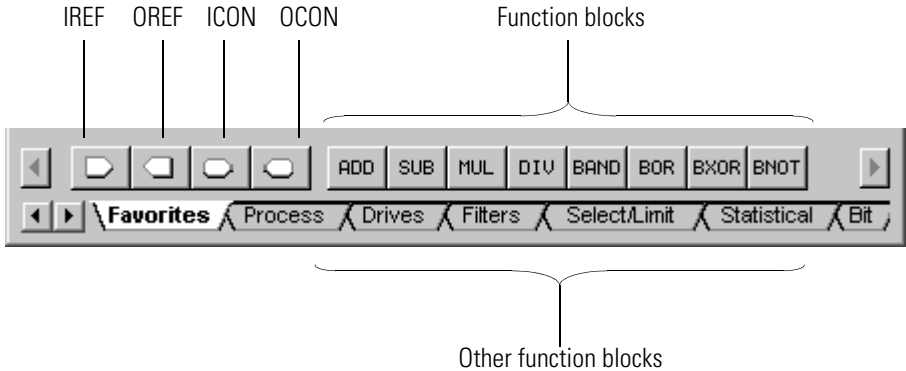 IREF OREF ICON OCON Function blocks
ADD SUB MUL DIV BAND BOR BXOR BNOT
Favorites Process Drives Filters Select/Limit Statistical Bit
Other function blocks